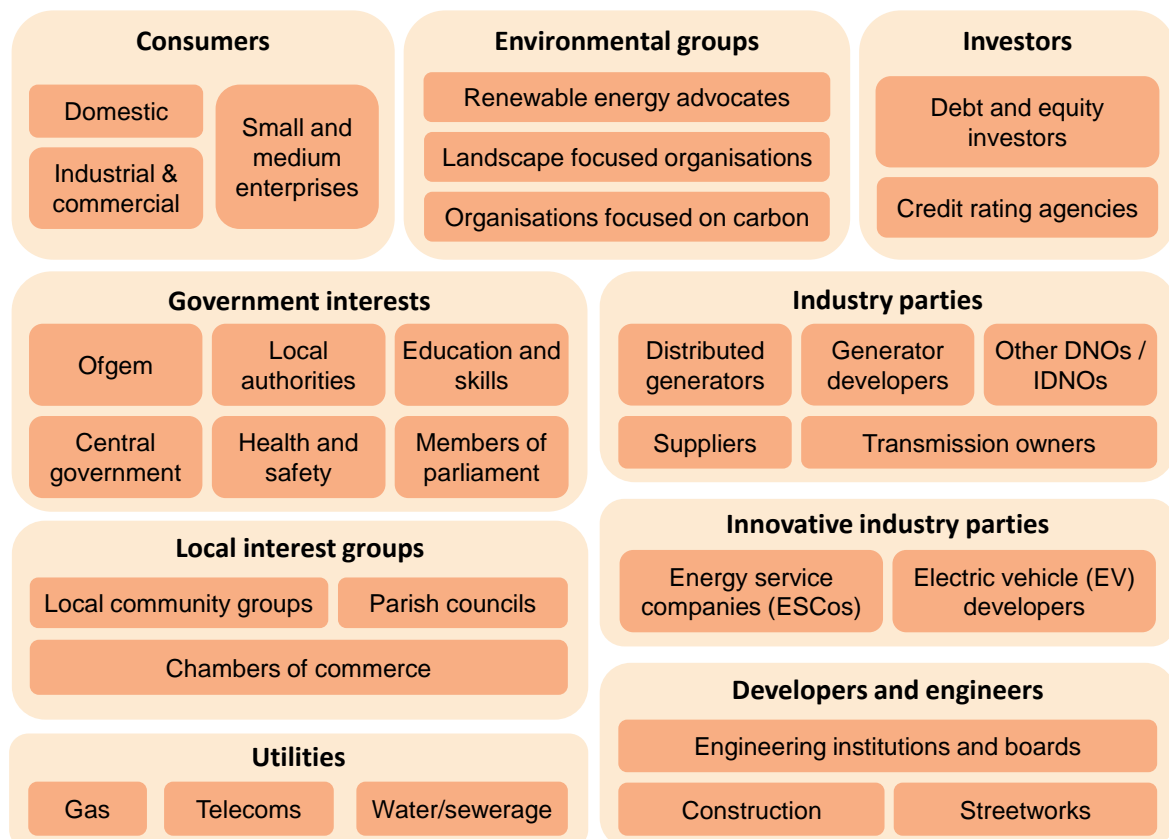 Consumers
Domestic
Industrial &
commercial
Small and
medium
enterprises
Environmental groups
Renewable energy advocates
Landscape focused organisations
Organisations focused on carbon
Investors
Debt and equity
investors
Credit rating agencies
Government interests
Ofgem
Local
authorities
Education and
skills
Central
government
Health and
safety
Members of
parliament
Industry parties
Distributed
generators
Generator
developers
Other DNOs /
IDNOs
Suppliers
Transmission owners
Local interest groups
Local community groups
Parish councils
Chambers of commerce
Innovative industry parties
Energy service
companies (ESCos)
Electric vehicle (EV)
developers
Utilities
Gas
Telecoms
Water/sewerage
Developers and engineers
Engineering institutions and boards
Construction
Streetworks